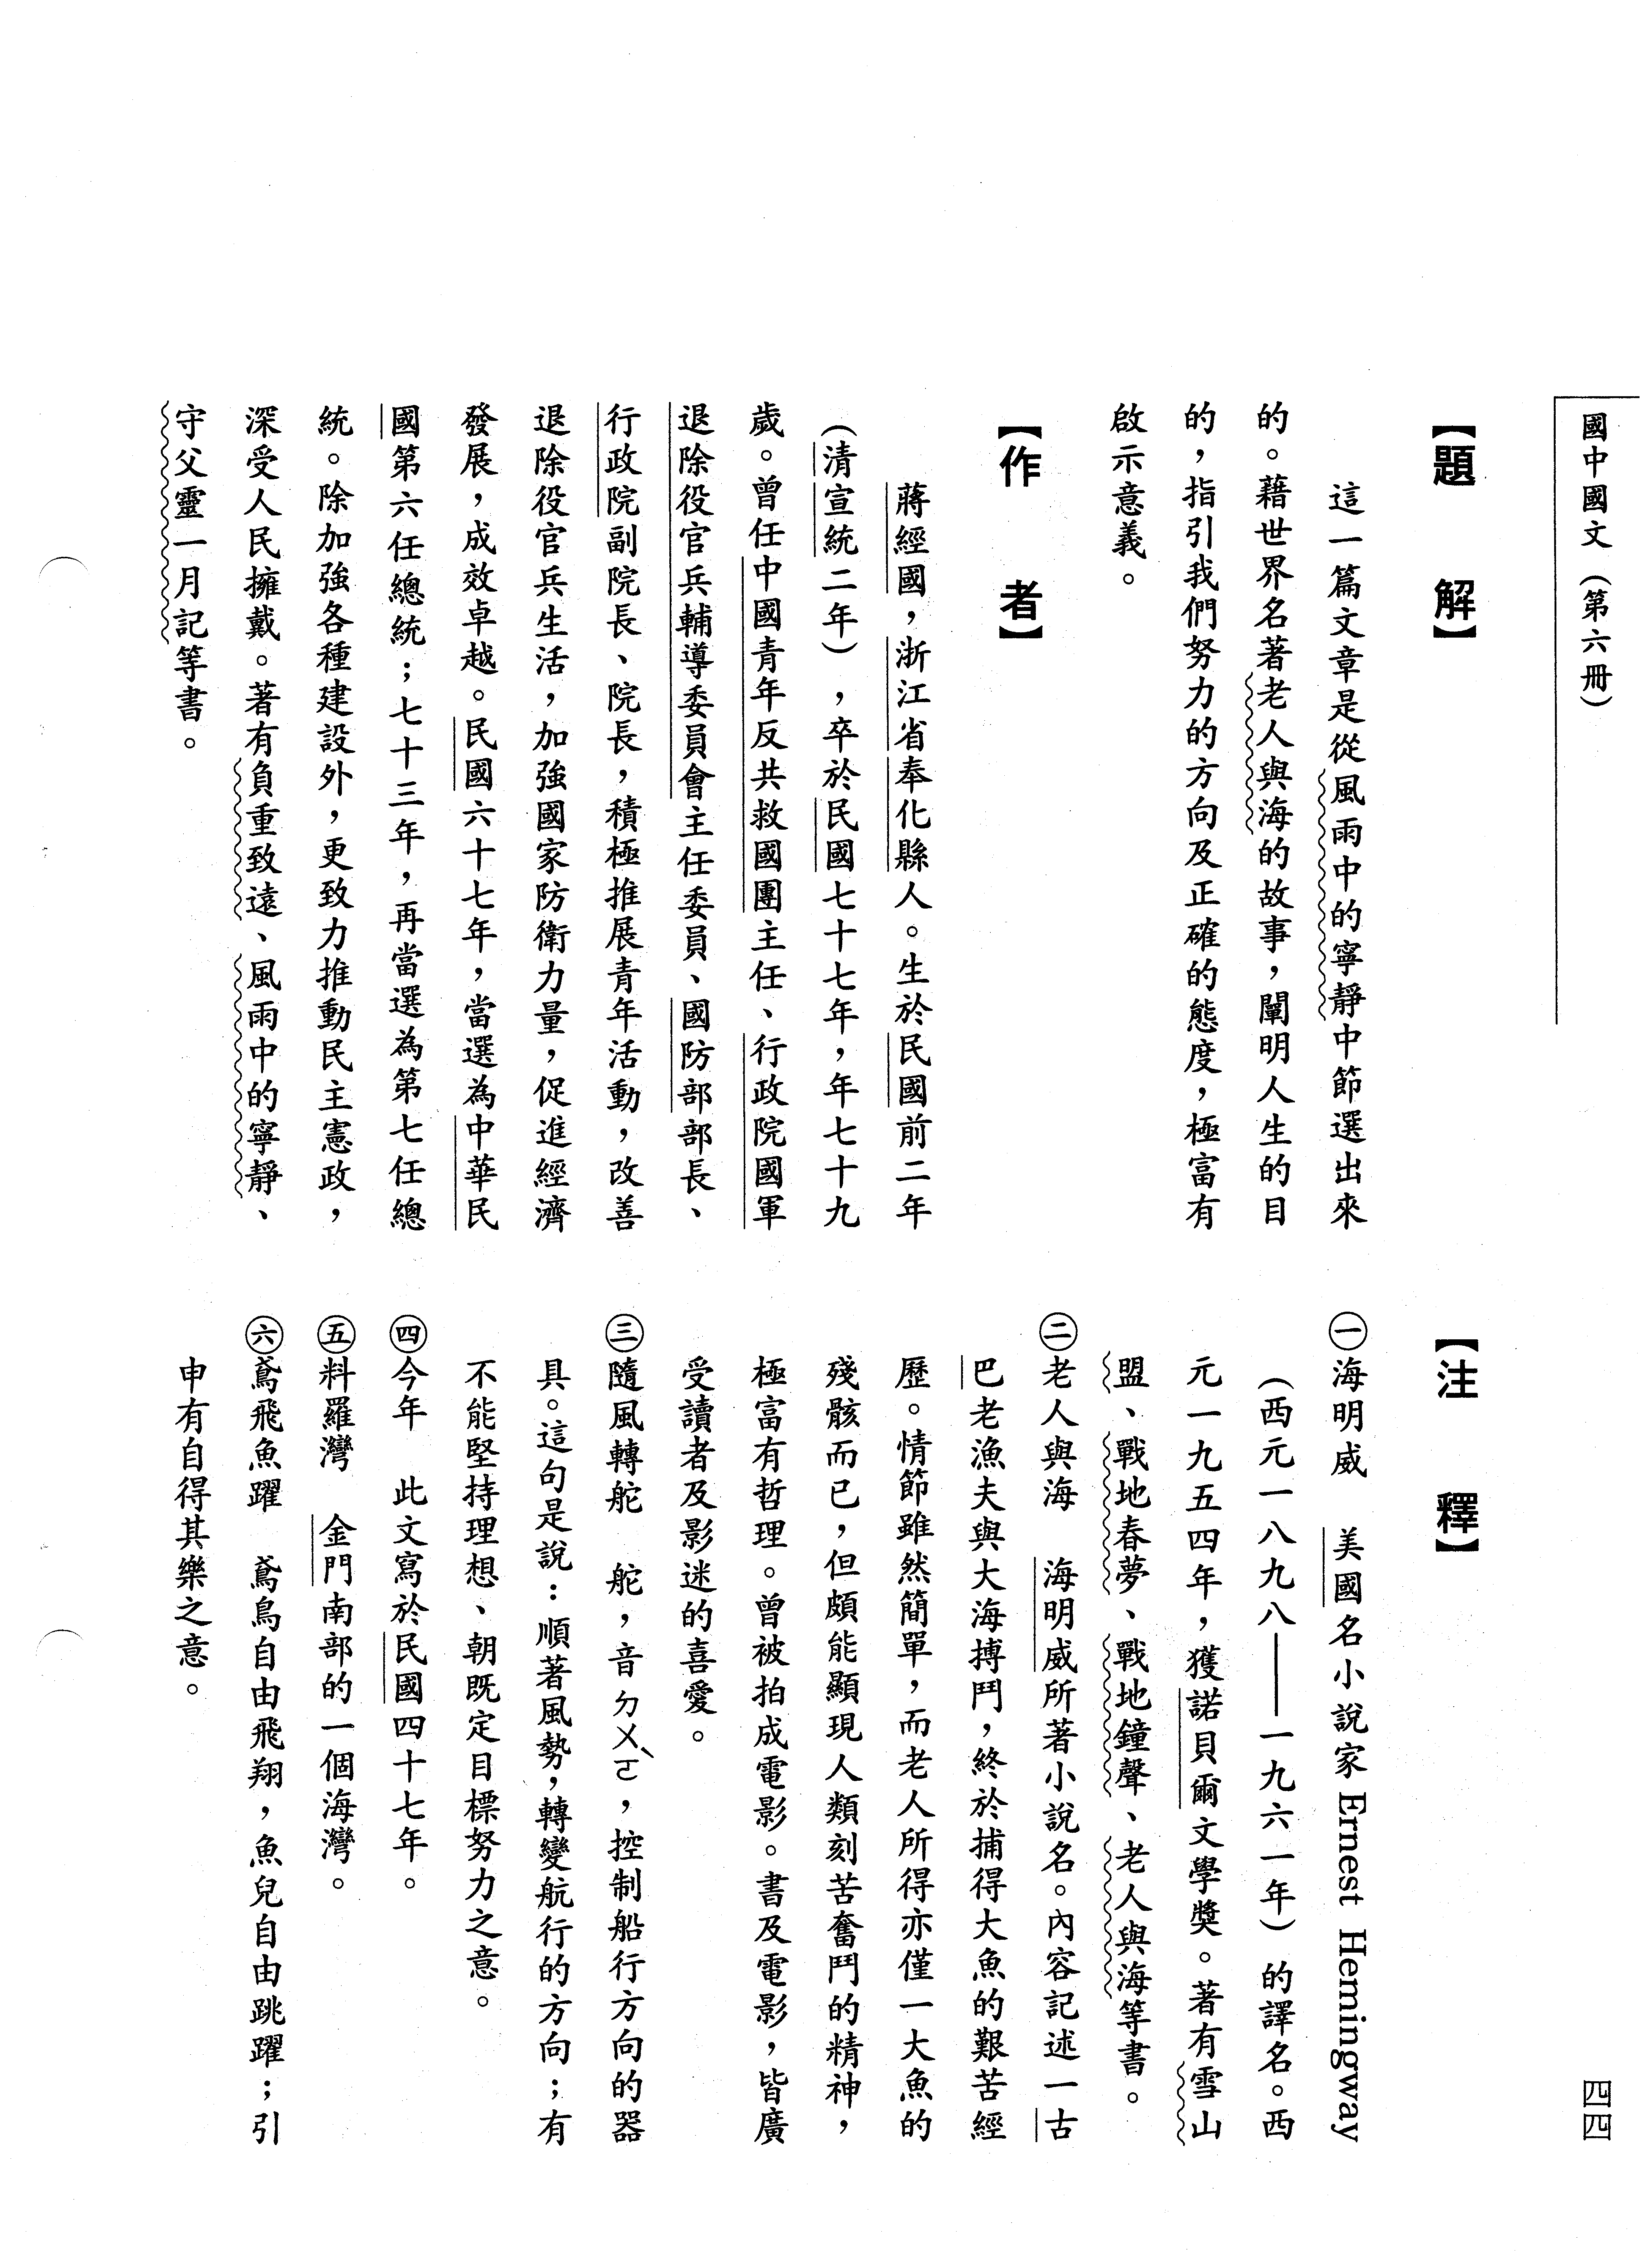 國中國文（第六冊）
四四
【題　解】
這一篇文章是從風雨中的寧靜中節選出來
的。藉世界名著老人與海的故事，闡明人生的目
的，指引我們努力的方向及正確的態度，極富有
啟示意義。
【作　者】
蔣經國，浙江省奉化縣人。生於民國前二年
（清宣統二年），卒於民國七十七年，年七十九
歲。曾任中國青年反共救國團主任、行政院國軍
退除役官兵輔導委員會主任委員、國防部部長、
行政院副院長、院長，積極推展青年活動，改善
退除役官兵生活，加強國家防衛力量，促進經濟
發展，成效卓越。民國六十七年，當選為中華民
國第六任總統；七十三年，再當選為第七任總
統。除加強各種建設外，更致力推動民主憲政，
深受人民擁戴。著有負重致遠、風雨中的寧靜、
守父靈一月記等書。
【注　釋】
㊀海明威　美國名小說家 Ernest Hemingway
（西元一八九八——一九六一年）的譯名。西
元一九五四年，獲諾貝爾文學獎。著有雪山
盟、戰地春夢、戰地鐘聲、老人與海等書。
㊁老人與海　海明威所著小說名。內容記述一古
巴老漁夫與大海搏鬥，終於捕得大魚的艱苦經
歷。情節雖然簡單，而老人所得亦僅一大魚的
殘骸而已，但頗能顯現人類刻苦奮鬥的精神，
極富有哲理。曾被拍成電影。書及電影，皆廣
受讀者及影迷的喜愛。
㊂隨風轉舵　舵，音ㄉㄨㄛˋ，控制船行方向的器
具。這句是說：順著風勢，轉變航行的方向；有
不能堅持理想、朝既定目標努力之意。
㊃今年　此文寫於民國四十七年。
㊄料羅灣　金門南部的一個海灣。
㊅鳶飛魚躍　鳶鳥自由飛翔，魚兒自由跳躍；引
申有自得其樂之意。